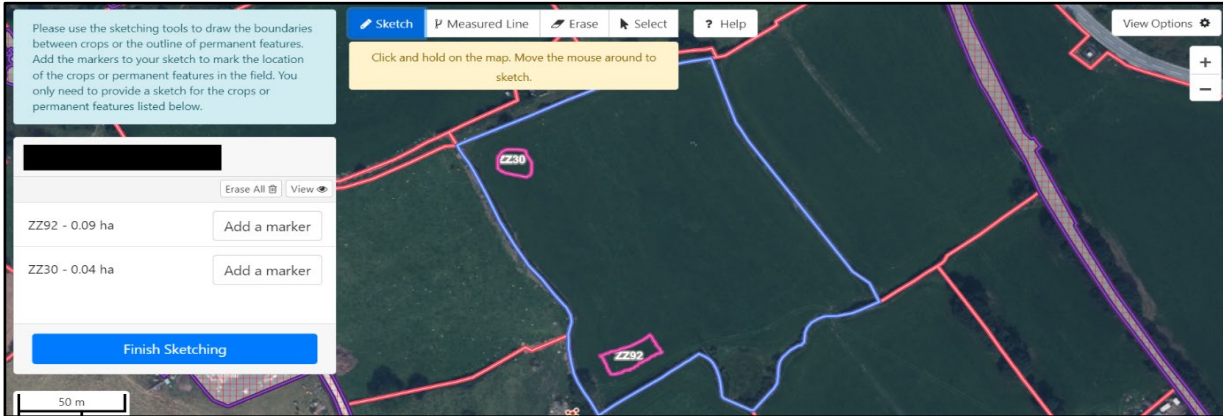 Please use the sketching tools to draw the boundaries
between crops or the outline of permanent features.
Add the markers to your sketch to mark the location
of the crops or permanent features in the field. You
only need to provide a sketch for the crops or
permanent features listed below.
Erase All View
ZZ92 - 0.09 ha Add a marker
ZZ30 - 0.04 ha Add a marker
Finish Sketching
50 m
Sketch Measured Line Erase Select ? Help
Click and hold on the map. Move the mouse around to
sketch.
View Options
+
−
ZZ30
ZZ92